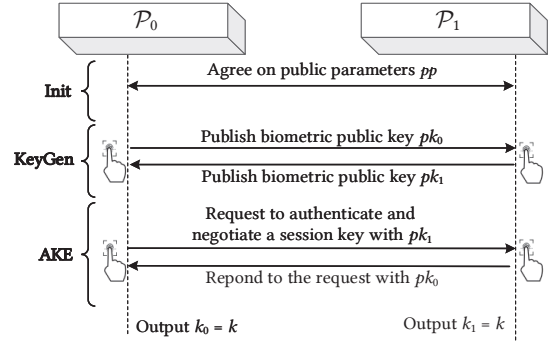 𝒫₀
𝒫₁
Init
Agree on public parameters pp
KeyGen
Publish biometric public key pk₀
Publish biometric public key pk₁
AKE
Request to authenticate and
negotiate a session key with pk₁
Repond to the request with pk₀
Output k₀ = k
Output k₁ = k